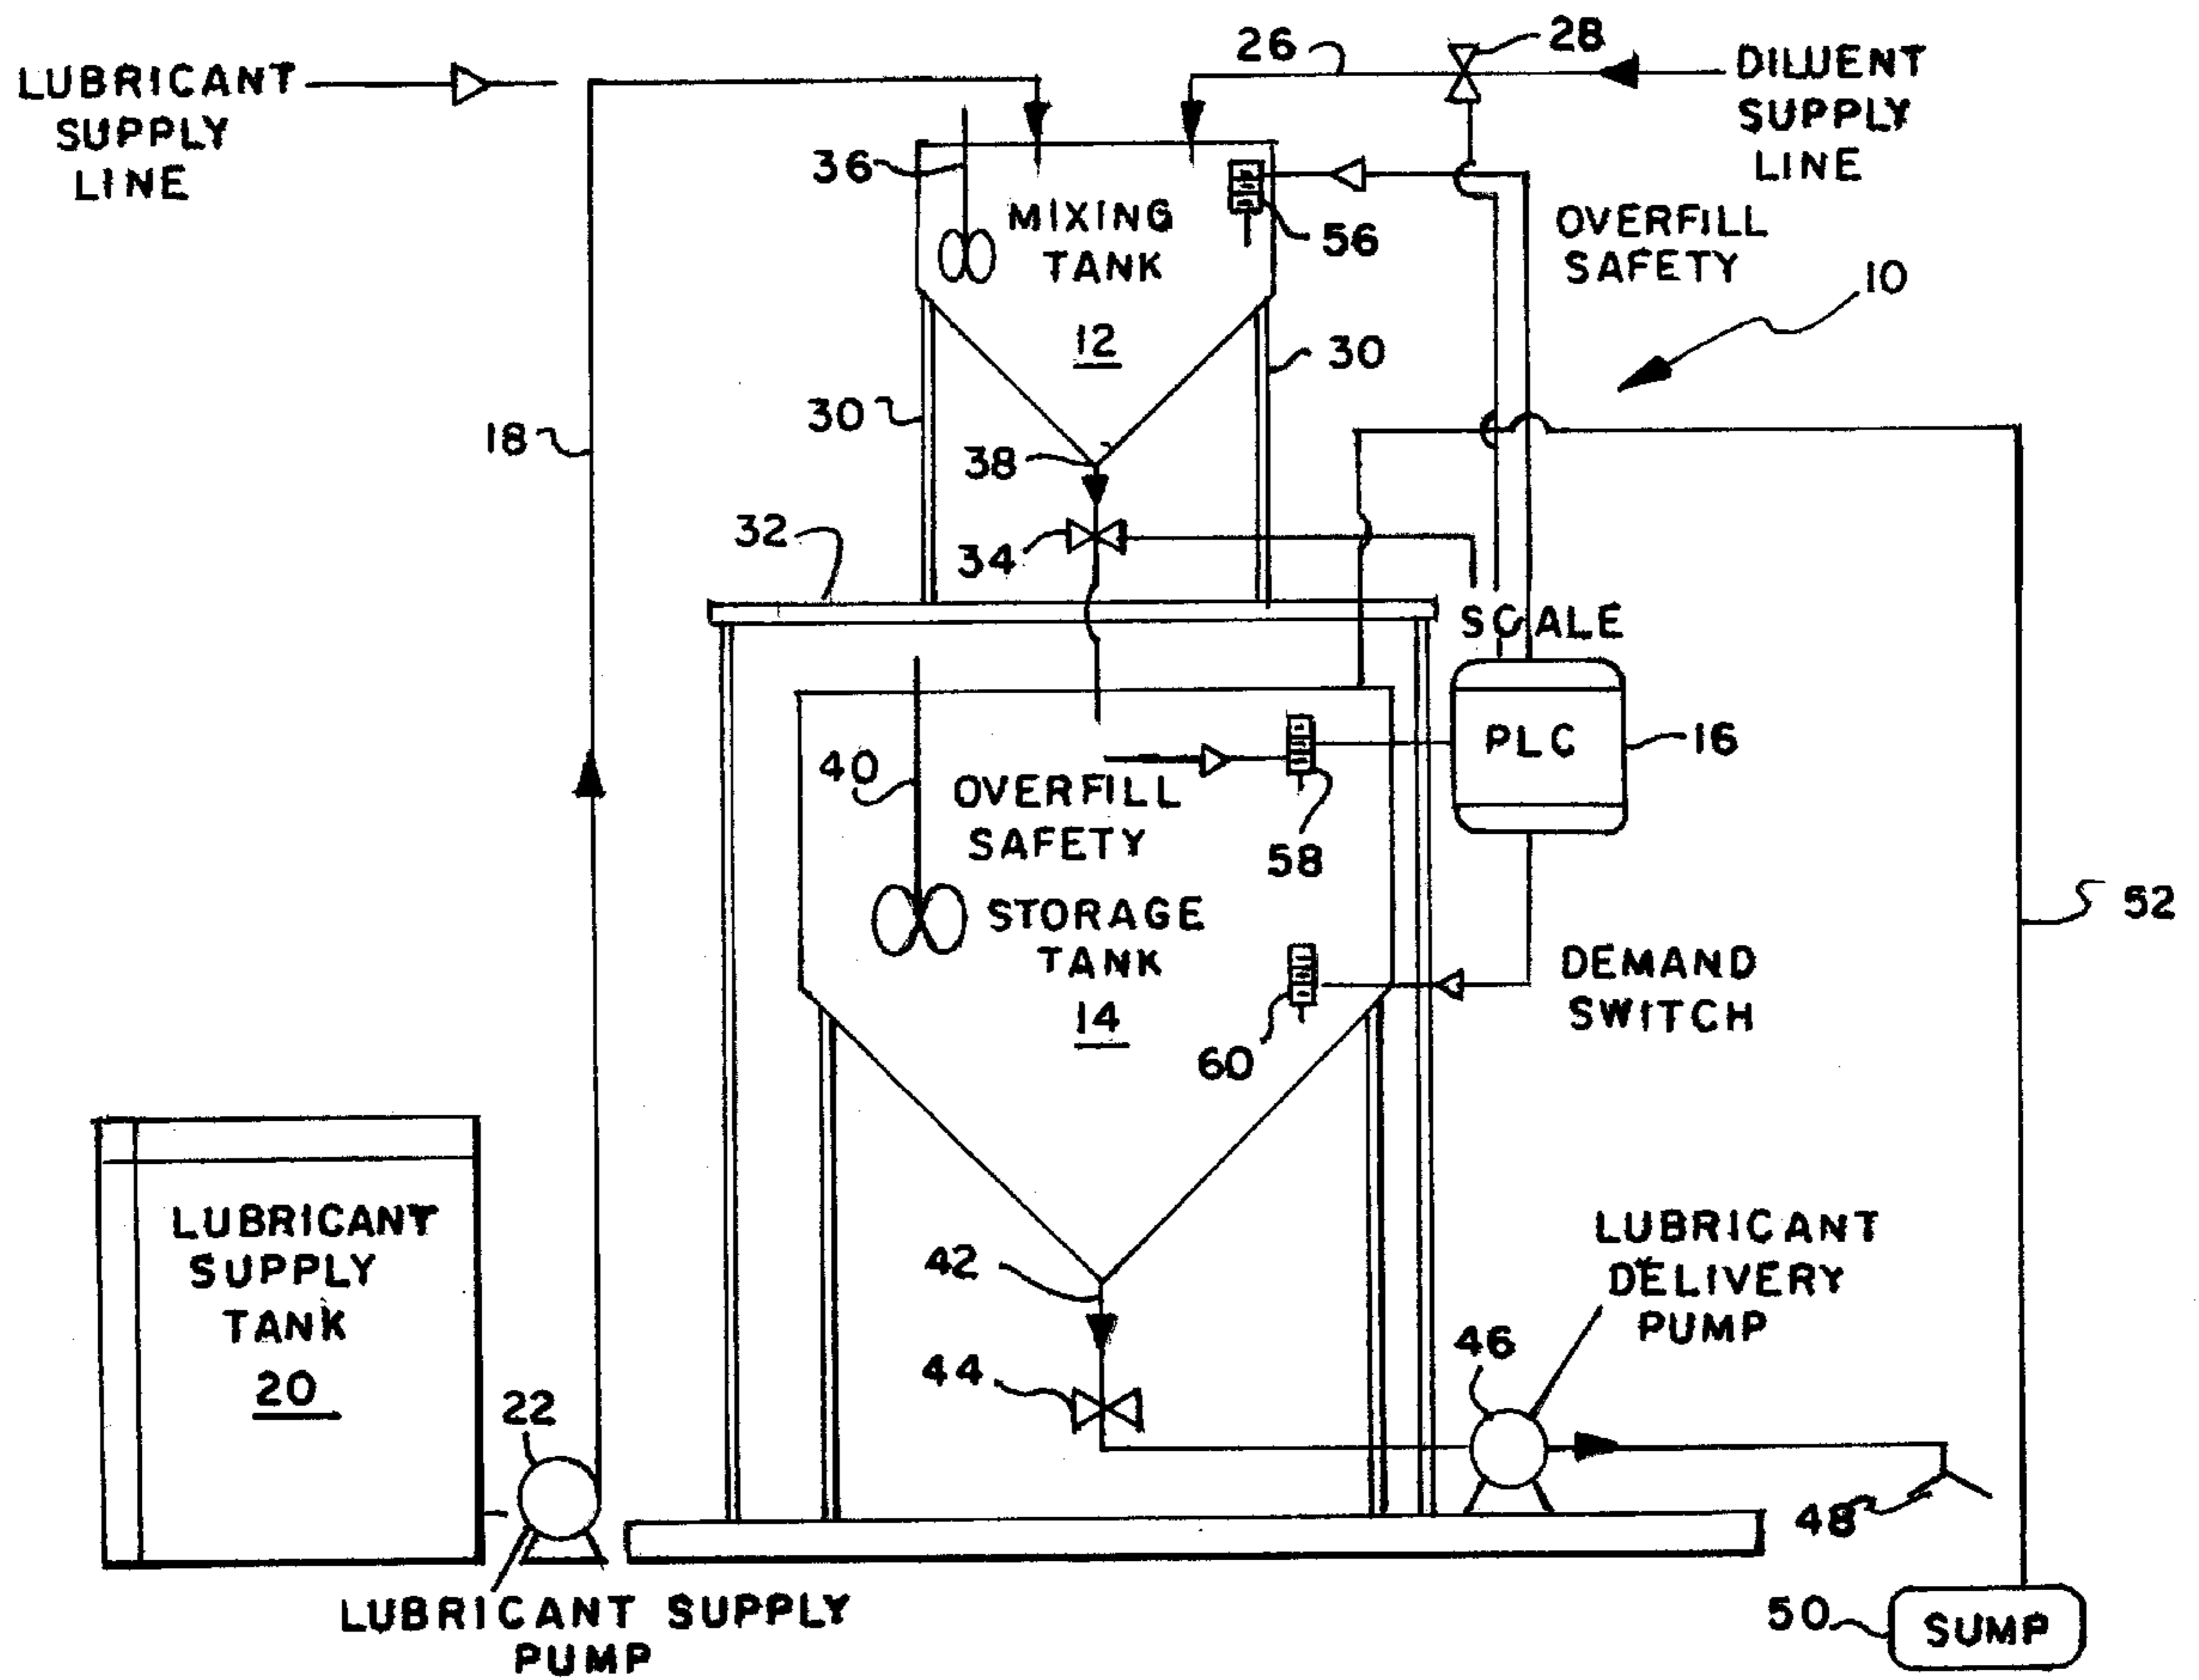 LUBRICANT
SUPPLY
LINE
26
28
DILUENT
SUPPLY
LINE
36
MIXING
TANK
12
56
OVERFILL
SAFETY
10
30
30
18
38
32
34
SCALE
PLC
16
40
OVERFILL
SAFETY
58
STORAGE
TANK
14
60
DEMAND
SWITCH
52
LUBRICANT
SUPPLY
TANK
20
22
LUBRICANT SUPPLY
PUMP
42
44
46
LUBRICANT
DELIVERY
PUMP
48
50
SUMP